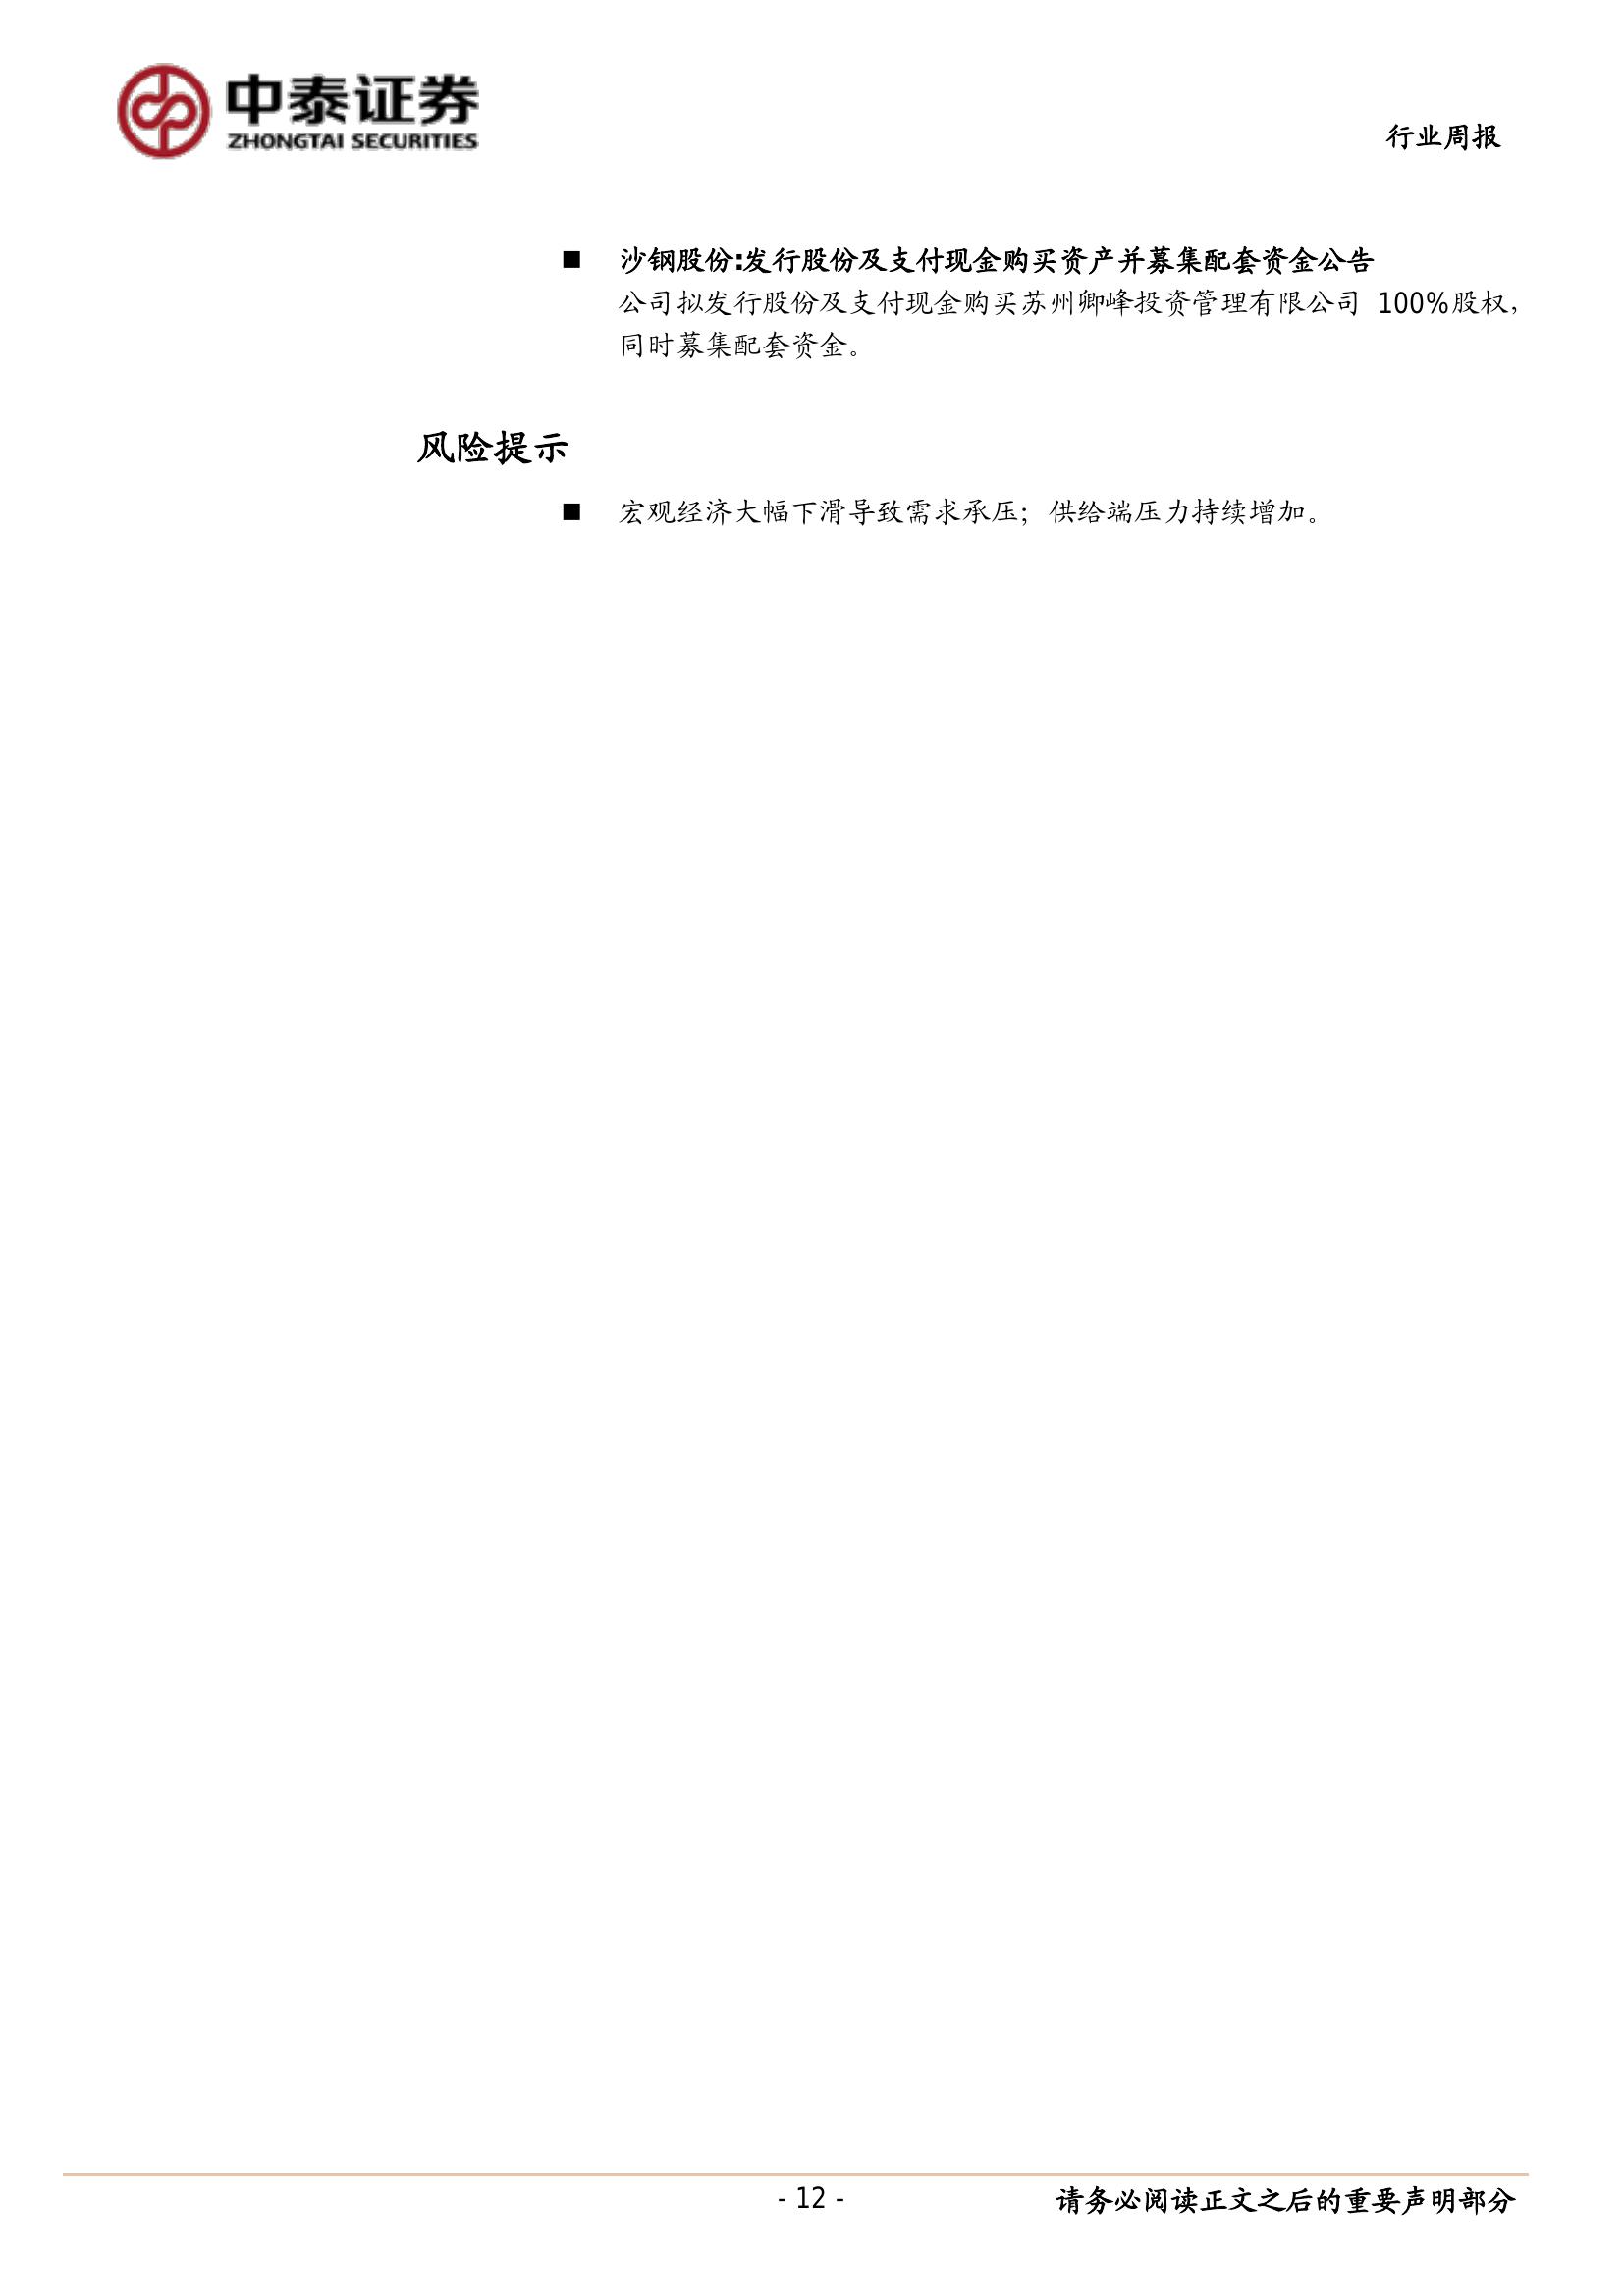 中泰证券
ZHONGTAI SECURITIES
行业周报
■ 沙钢股份:发行股份及支付现金购买资产并募集配套资金公告
公司拟发行股份及支付现金购买苏州卿峰投资管理有限公司 100%股权，
同时募集配套资金。
风险提示
■ 宏观经济大幅下滑导致需求承压；供给端压力持续增加。
- 12 -
请务必阅读正文之后的重要声明部分